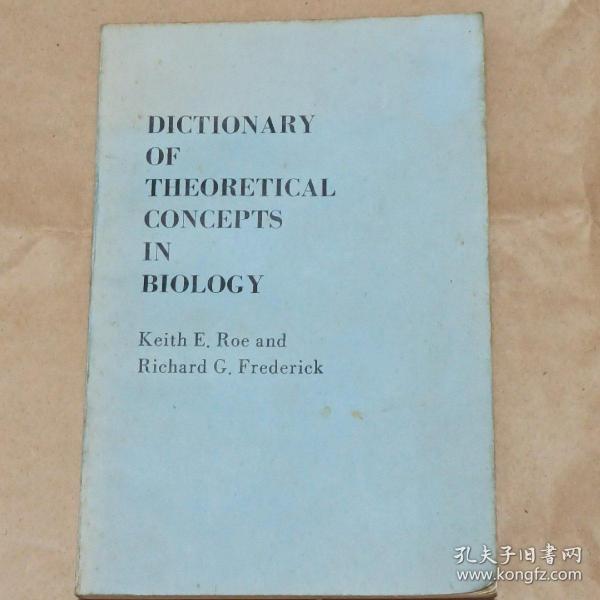 DICTIONARY
OF
THEORETICAL
CONCEPTS
IN
BIOLOGY
Keith E. Roe and
Richard G. Frederick
孔夫子旧書网
www.kongfz.com